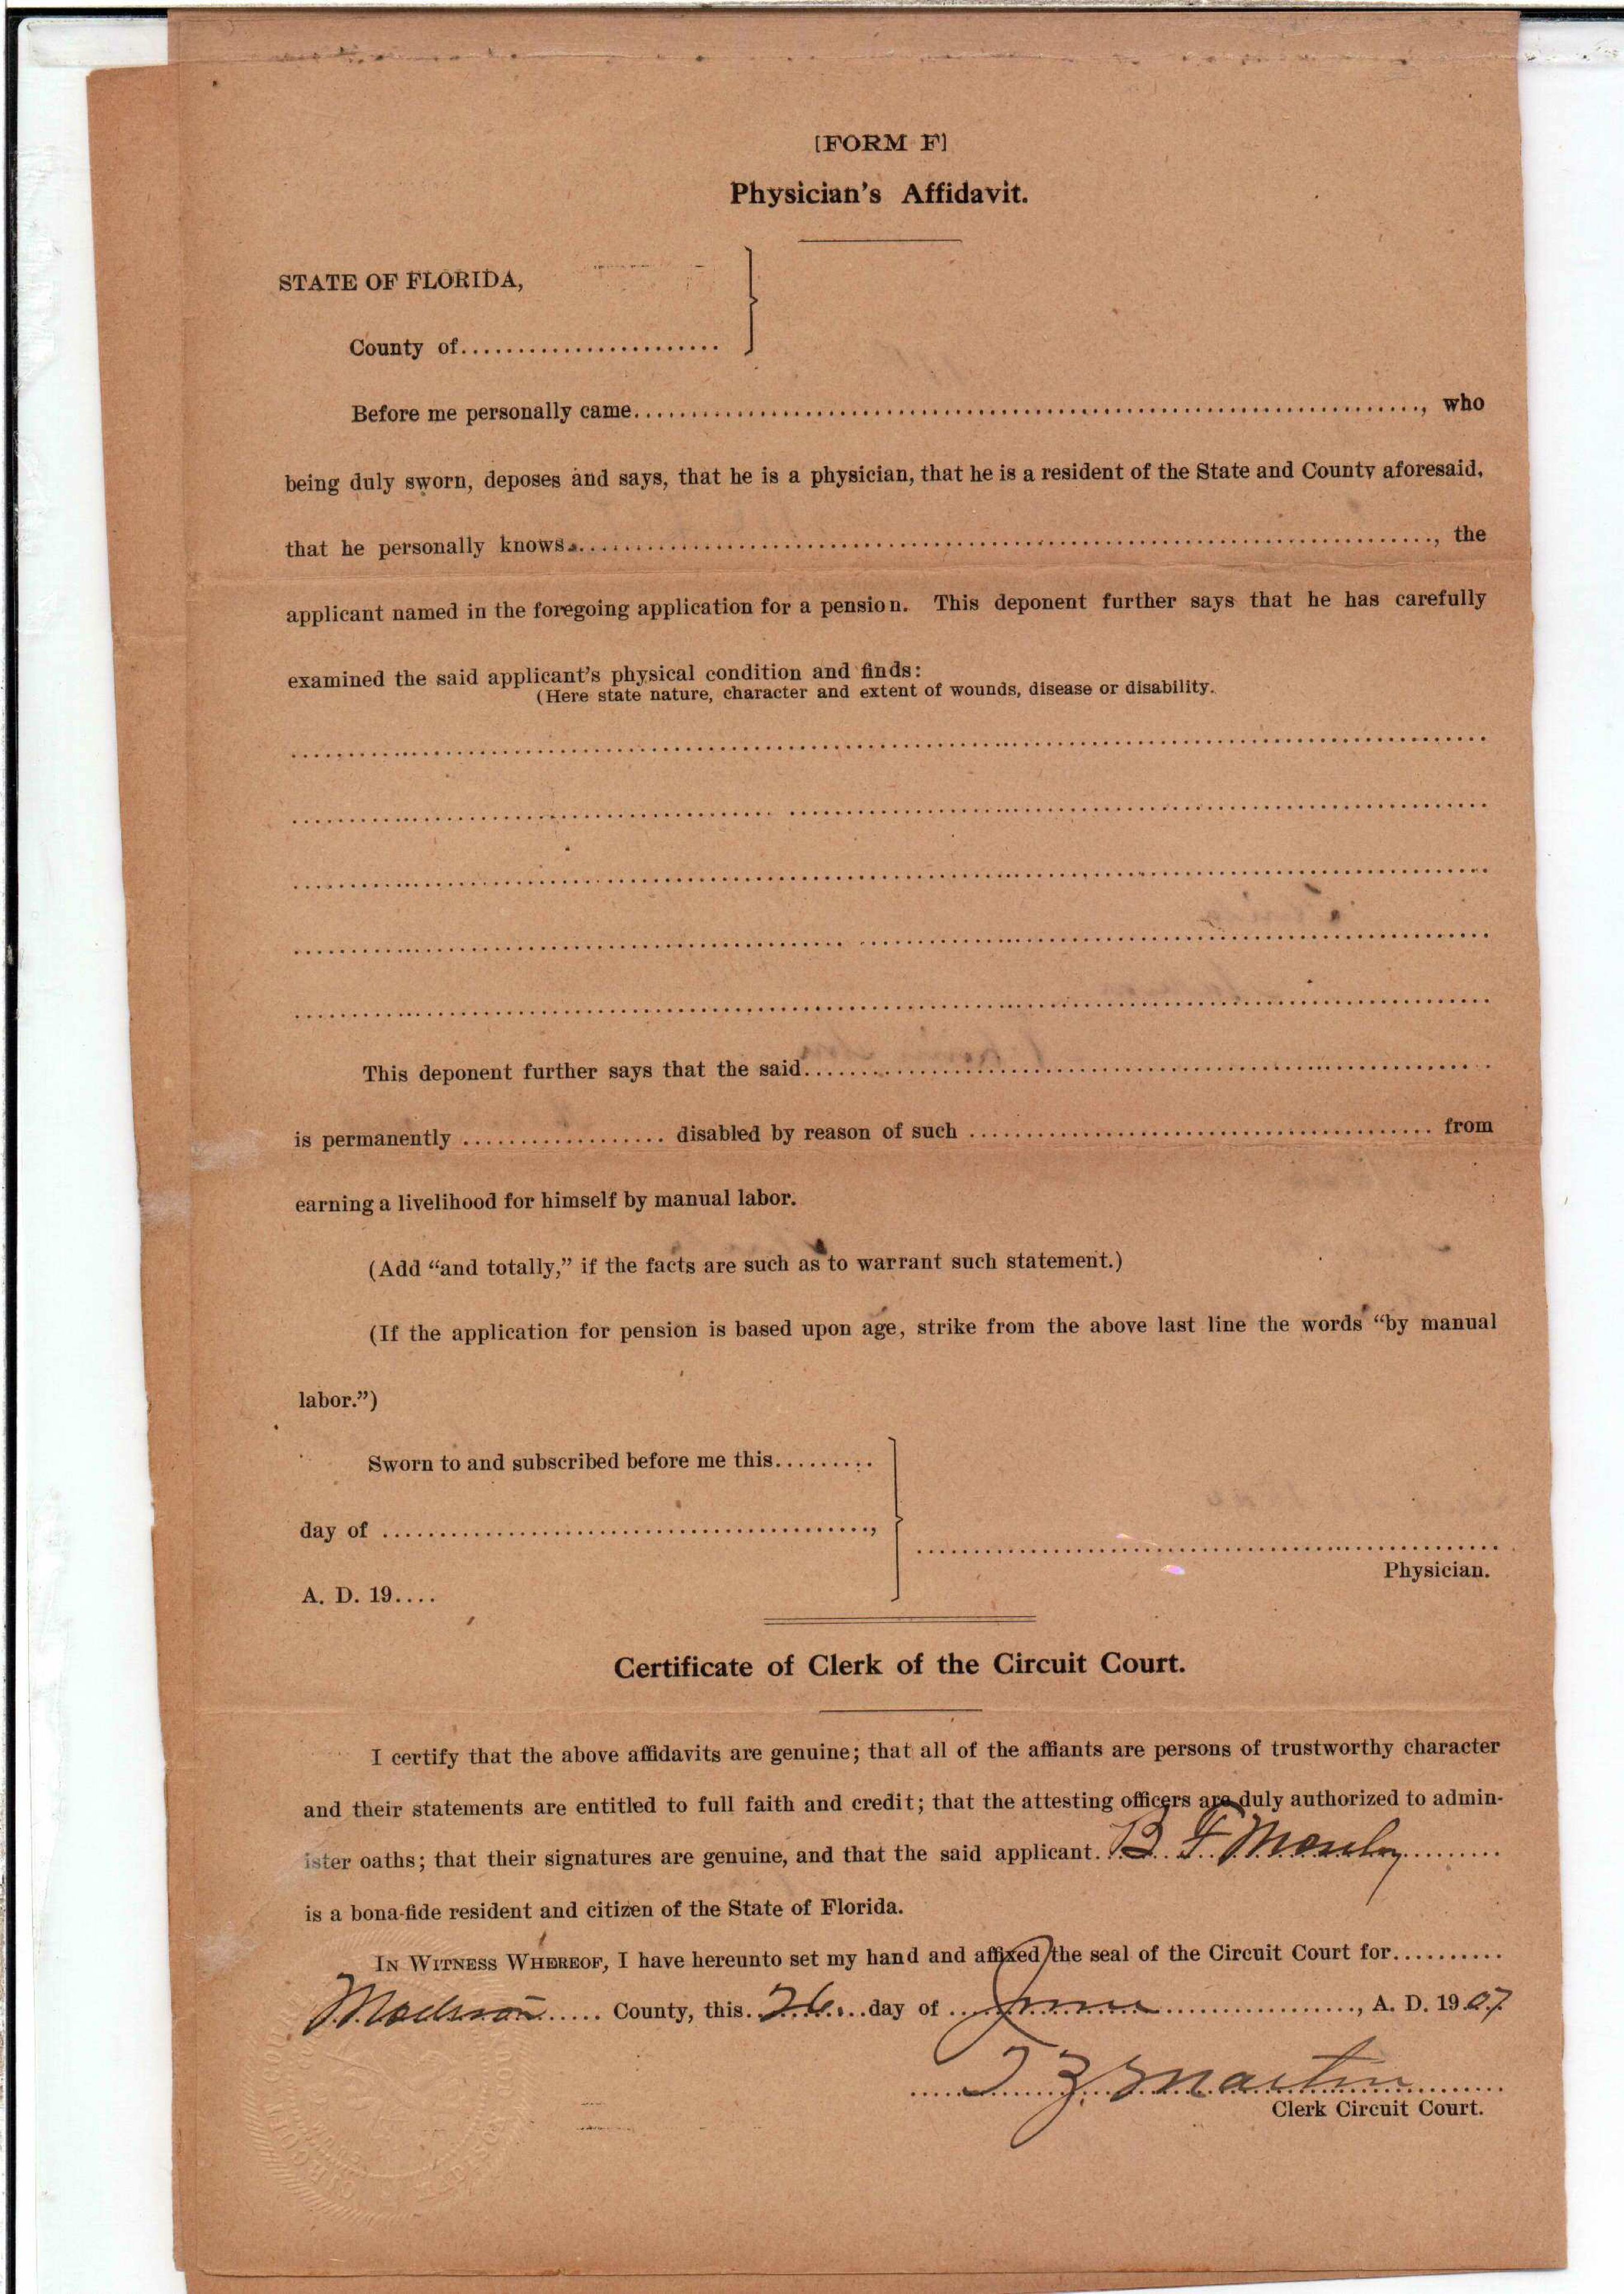 [FORM F]
Physician's Affidavit.
STATE OF FLORIDA,
County of........................
Before me personally came......................................................................, who
being duly sworn, deposes and says, that he is a physician, that he is a resident of the State and County aforesaid,
that he personally knows............................................................................, the
applicant named in the foregoing application for a pension. This deponent further says that he has carefully
examined the said applicant's physical condition and finds:
(Here state nature, character and extent of wounds, disease or disability.
This deponent further says that the said............................................................
is permanently .................. disabled by reason of such ......................................... from
earning a livelihood for himself by manual labor.
(Add “and totally,” if the facts are such as to warrant such statement.)
(If the application for pension is based upon age, strike from the above last line the words “by manual
labor.”)
Sworn to and subscribed before me this.........
day of ............................................,
A. D. 19....
Physician.
Certificate of Clerk of the Circuit Court.
I certify that the above affidavits are genuine; that all of the affiants are persons of trustworthy character
and their statements are entitled to full faith and credit; that the attesting officers are duly authorized to admin-
ister oaths; that their signatures are genuine, and that the said applicant. B. F. Manly
is a bona-fide resident and citizen of the State of Florida.
IN WITNESS WHEREOF, I have hereunto set my hand and affixed the seal of the Circuit Court for..........
Madison County, this 26 day of June, A. D. 1907
T Z Martin
Clerk Circuit Court.